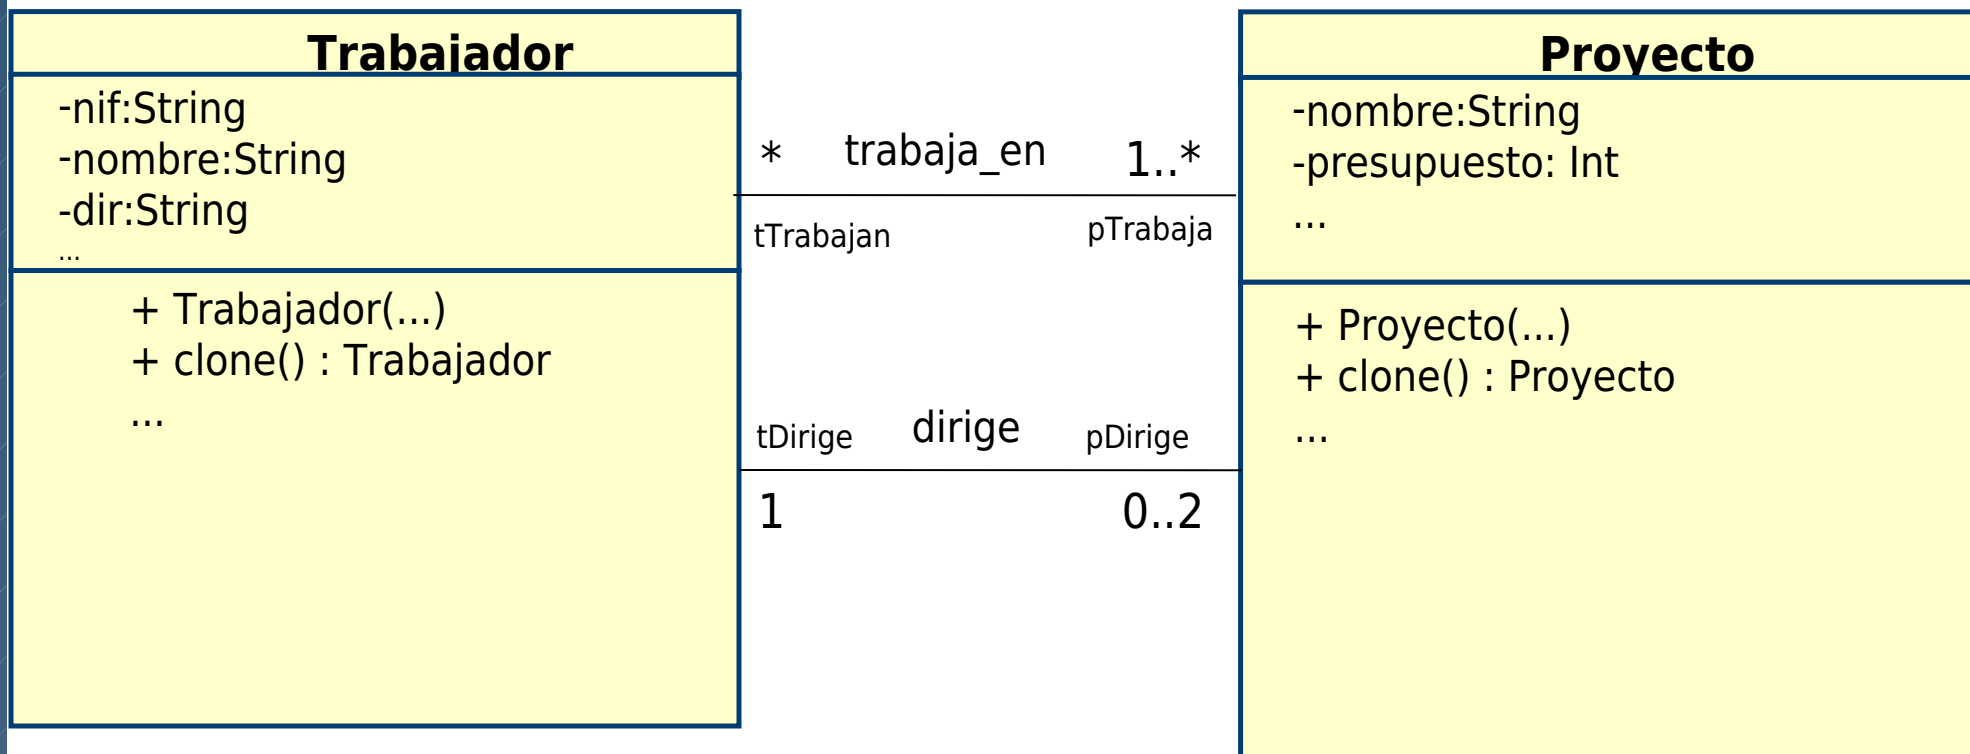 Trabajador
-nif:String
-nombre:String
-dir:String
...
+ Trabajador(...)
+ clone() : Trabajador
...
* trabaja_en 1..*
tTrabajan pTrabaja
tDirige dirige pDirige
1 0..2
Proyecto
-nombre:String
-presupuesto: Int
...
+ Proyecto(...)
+ clone() : Proyecto
...